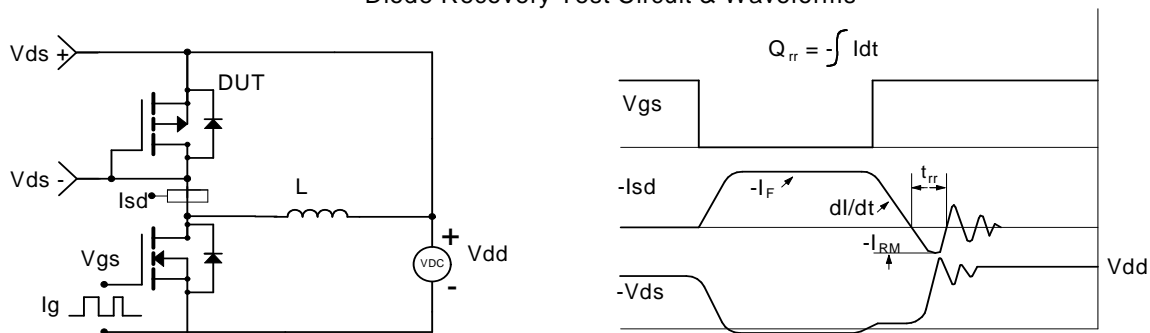 Diode Recovery Test Circuit & Waveforms
Vds +
DUT
Vds -
Isd
L
Vgs
Ig
VDC
+
-
Vdd
Q rr = -∫ Idt
Vgs
-Isd
-I F
dI/dt
t rr
-I RM
Vdd
-Vds